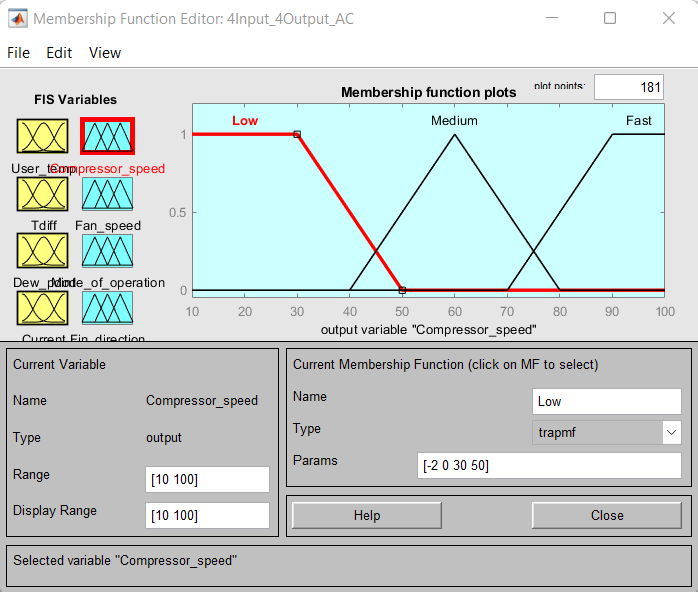 Membership Function Editor: 4Input_4Output_AC
File Edit View
FIS Variables
Membership function plots
plot points:
181
Low
Medium
Fast
1
0.5
0
10 20 30 40 50 60 70 80 90 100
output variable "Compressor_speed"
User_temp
Compressor_speed
Tdiff
Fan_speed
Dew_point
Mode_of_operation
Current
Fin_direction
Current Variable
Name
Compressor_speed
Type
output
Range
[10 100]
Display Range
[10 100]
Current Membership Function (click on MF to select)
Name
Low
Type
trapmf
Params
[-2 0 30 50]
Help
Close
Selected variable "Compressor_speed"